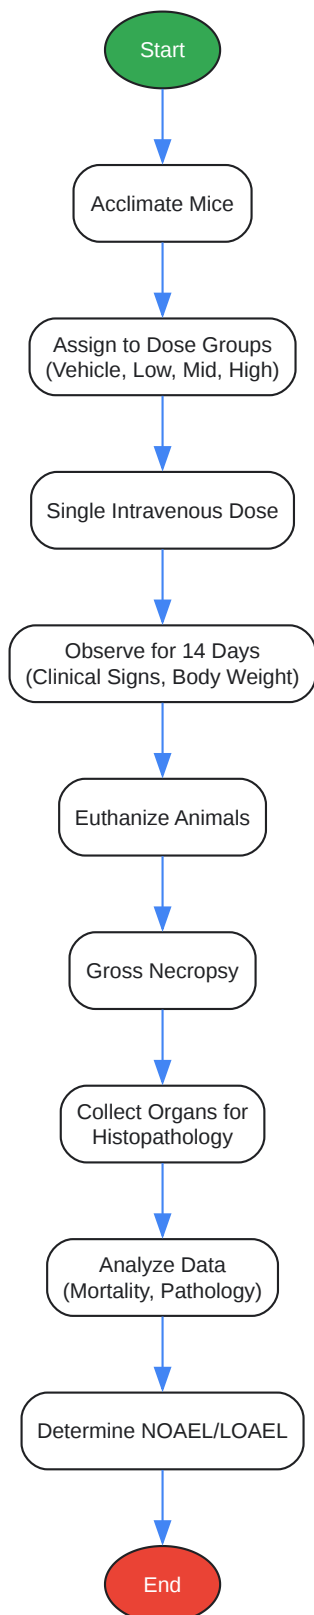 Start
Acclimate Mice
Assign to Dose Groups
(Vehicle, Low, Mid, High)
Single Intravenous Dose
Observe for 14 Days
(Clinical Signs, Body Weight)
Euthanize Animals
Gross Necropsy
Collect Organs for
Histopathology
Analyze Data
(Mortality, Pathology)
Determine NOAEL/LOAEL
End